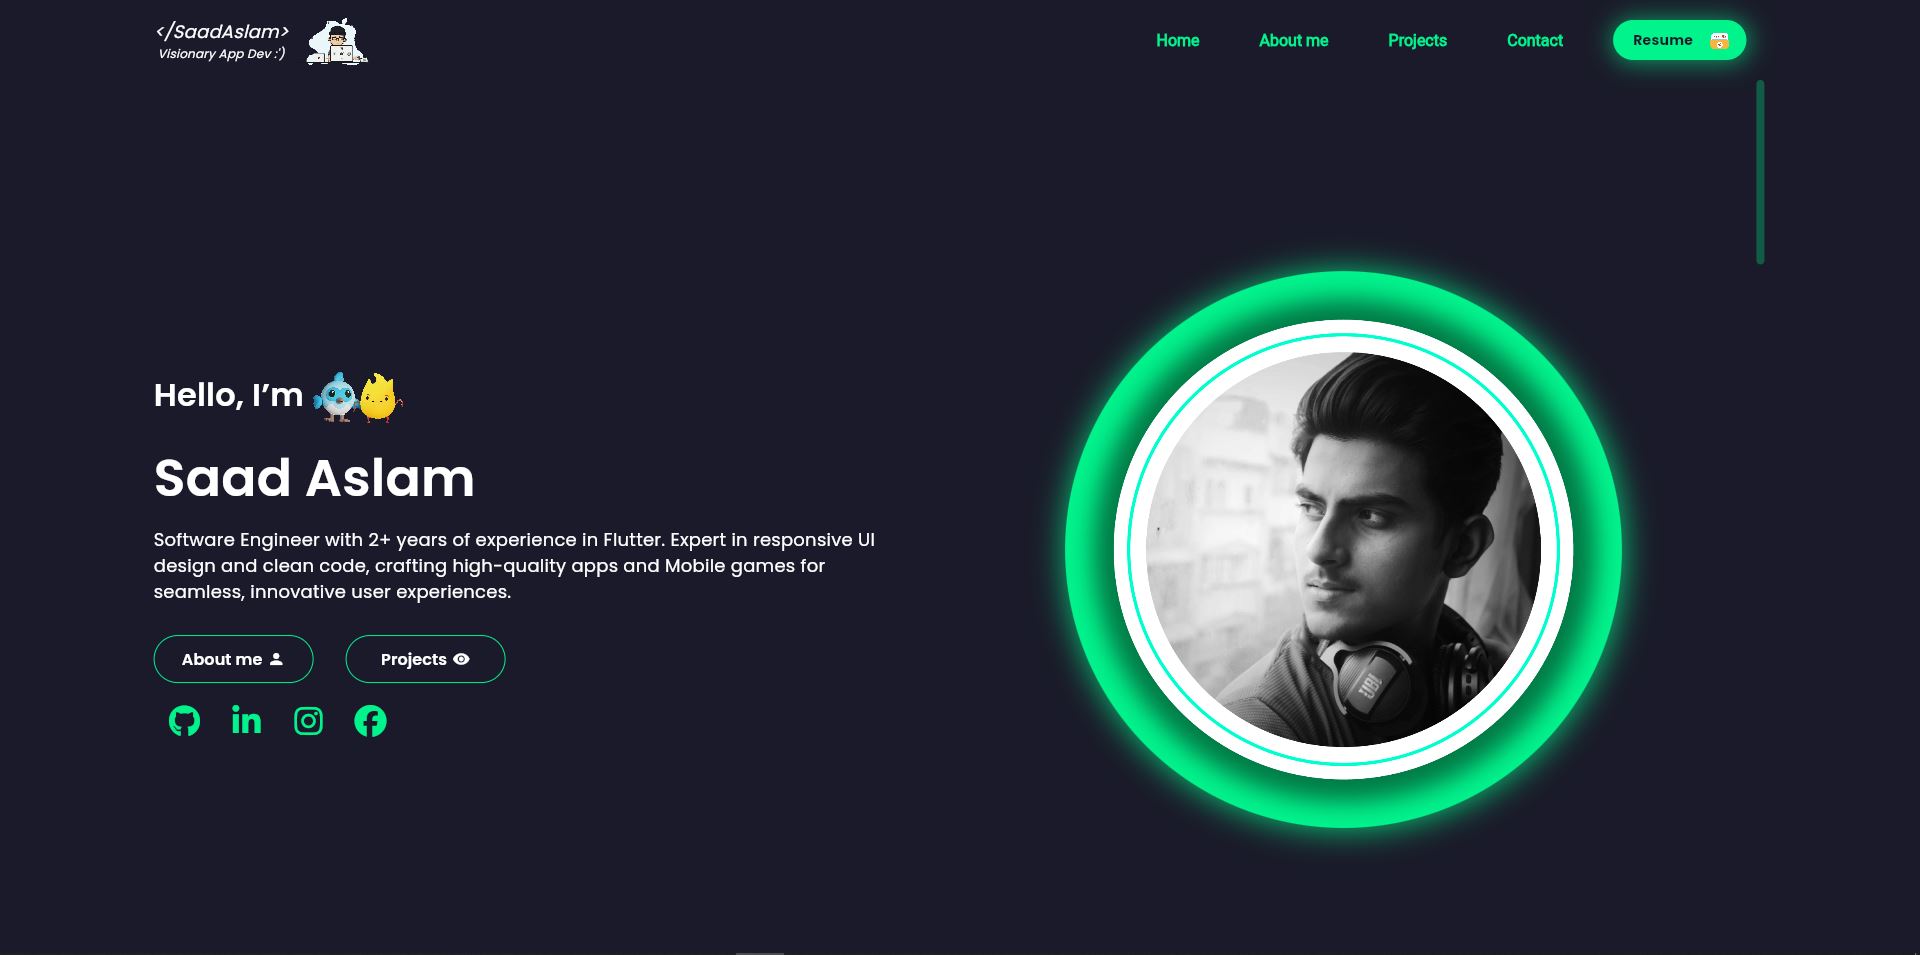 </SaadAslam>
Visionary App Dev :')
Home
About me
Projects
Contact
Resume
Hello, I’m
Saad Aslam
Software Engineer with 2+ years of experience in Flutter. Expert in responsive UI
design and clean code, crafting high-quality apps and Mobile games for
seamless, innovative user experiences.
About me
Projects
JBL